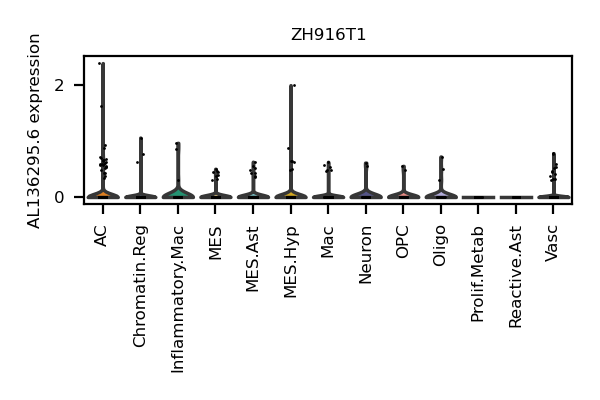 ZH916T1
AL136295.6 expression
2
0
AC
Chromatin.Reg
Inflammatory.Mac
MES
MES.Ast
MES.Hyp
Mac
Neuron
OPC
Oligo
Prolif.Metab
Reactive.Ast
Vasc